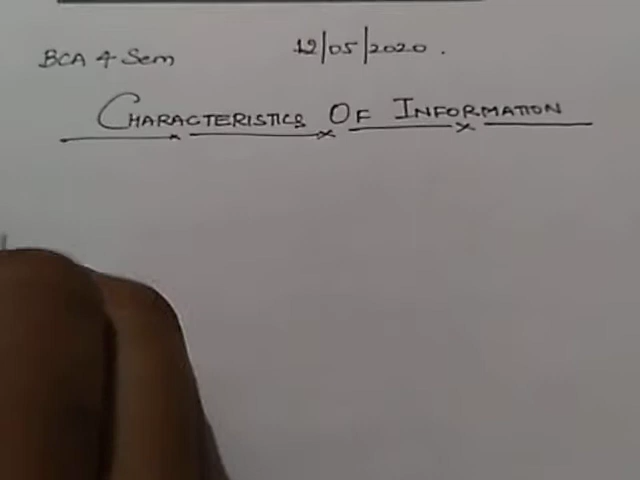 BCA 4 Sem 12/05/2020.
CHARACTERISTICS OF INFORMATION